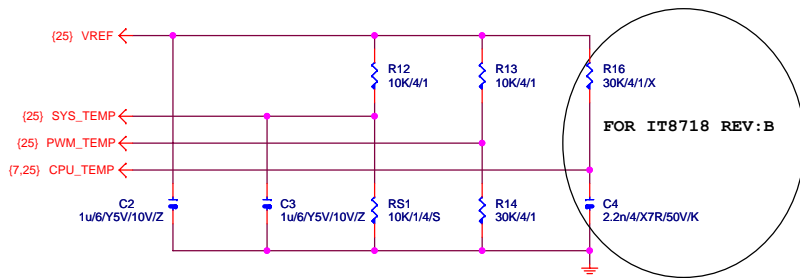 {25} VREF
R12
10K/4/1
R13
10K/4/1
R16
30K/4/1/X
{25} SYS_TEMP
FOR IT8718 REV:B
{25} PWM_TEMP
{7,25} CPU_TEMP
C2
1u/6/Y5V/10V/Z
C3
1u/6/Y5V/10V/Z
RS1
10K/1/4/S
R14
30K/4/1
C4
2.2n/4/X7R/50V/K